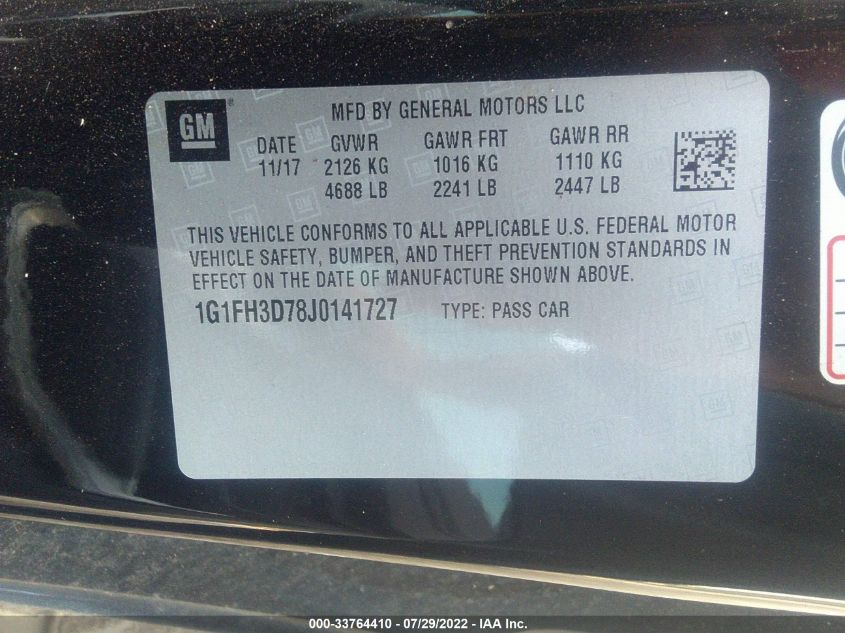 GM
MFD BY GENERAL MOTORS LLC
DATE GVWR GAWR FRT GAWR RR
11/17 2126 KG 1016 KG 1110 KG
4688 LB 2241 LB 2447 LB
THIS VEHICLE CONFORMS TO ALL APPLICABLE U.S. FEDERAL MOTOR
VEHICLE SAFETY, BUMPER, AND THEFT PREVENTION STANDARDS IN
EFFECT ON THE DATE OF MANUFACTURE SHOWN ABOVE.
1G1FH3D78J0141727 TYPE: PASS CAR
000-33764410 - 07/29/2022 - IAA Inc.